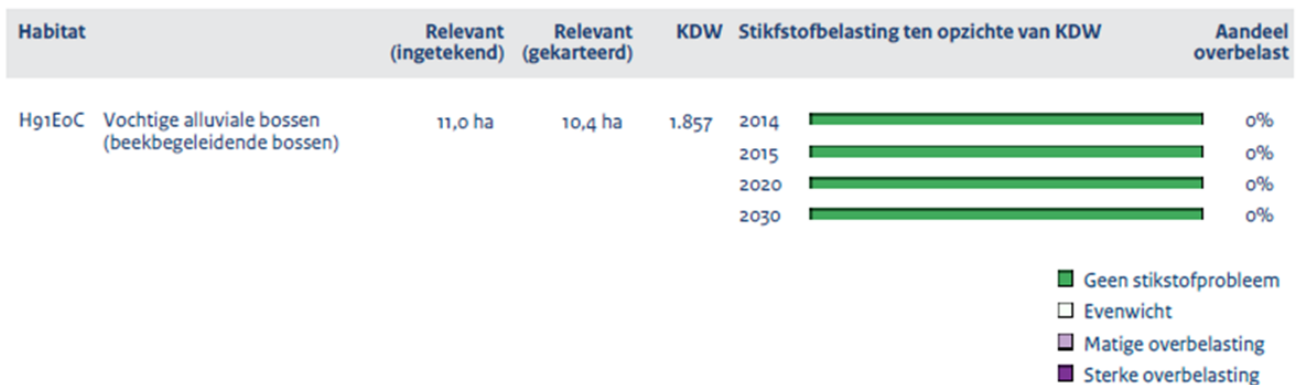 Habitat Relevant Relevant KDW Stikfstofbelasting ten opzichte van KDW Aandeel
(ingetekend) (gekarteerd) overbelast
H91E0C Vochtige alluviale bossen 11,0 ha 10,4 ha 1.857 2014 0%
(beekbegeleidende bossen)
2015 0%
2020 0%
2030 0%
Geen stikstofprobleem
Evenwicht
Matige overbelasting
Sterke overbelasting